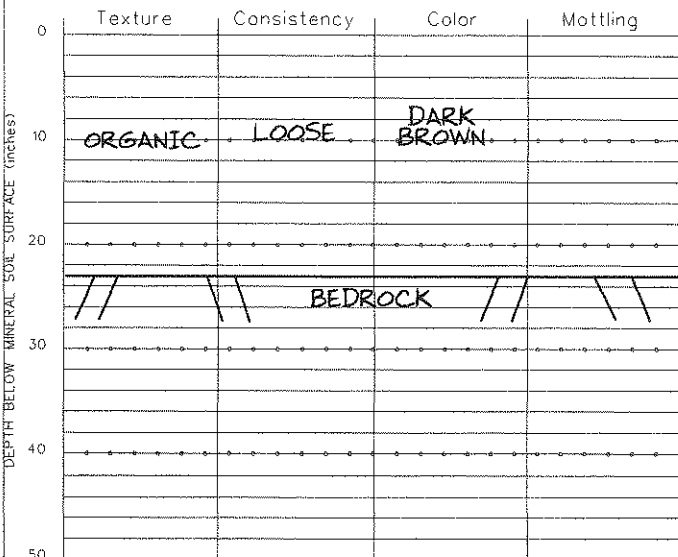 Texture Consistency Color Mottling
0
DARK
10 ORGANIC LOOSE BROWN
20
BEDROCK
30
40
50
DEPTH BELOW MINERAL SOIL SURFACE (inches)